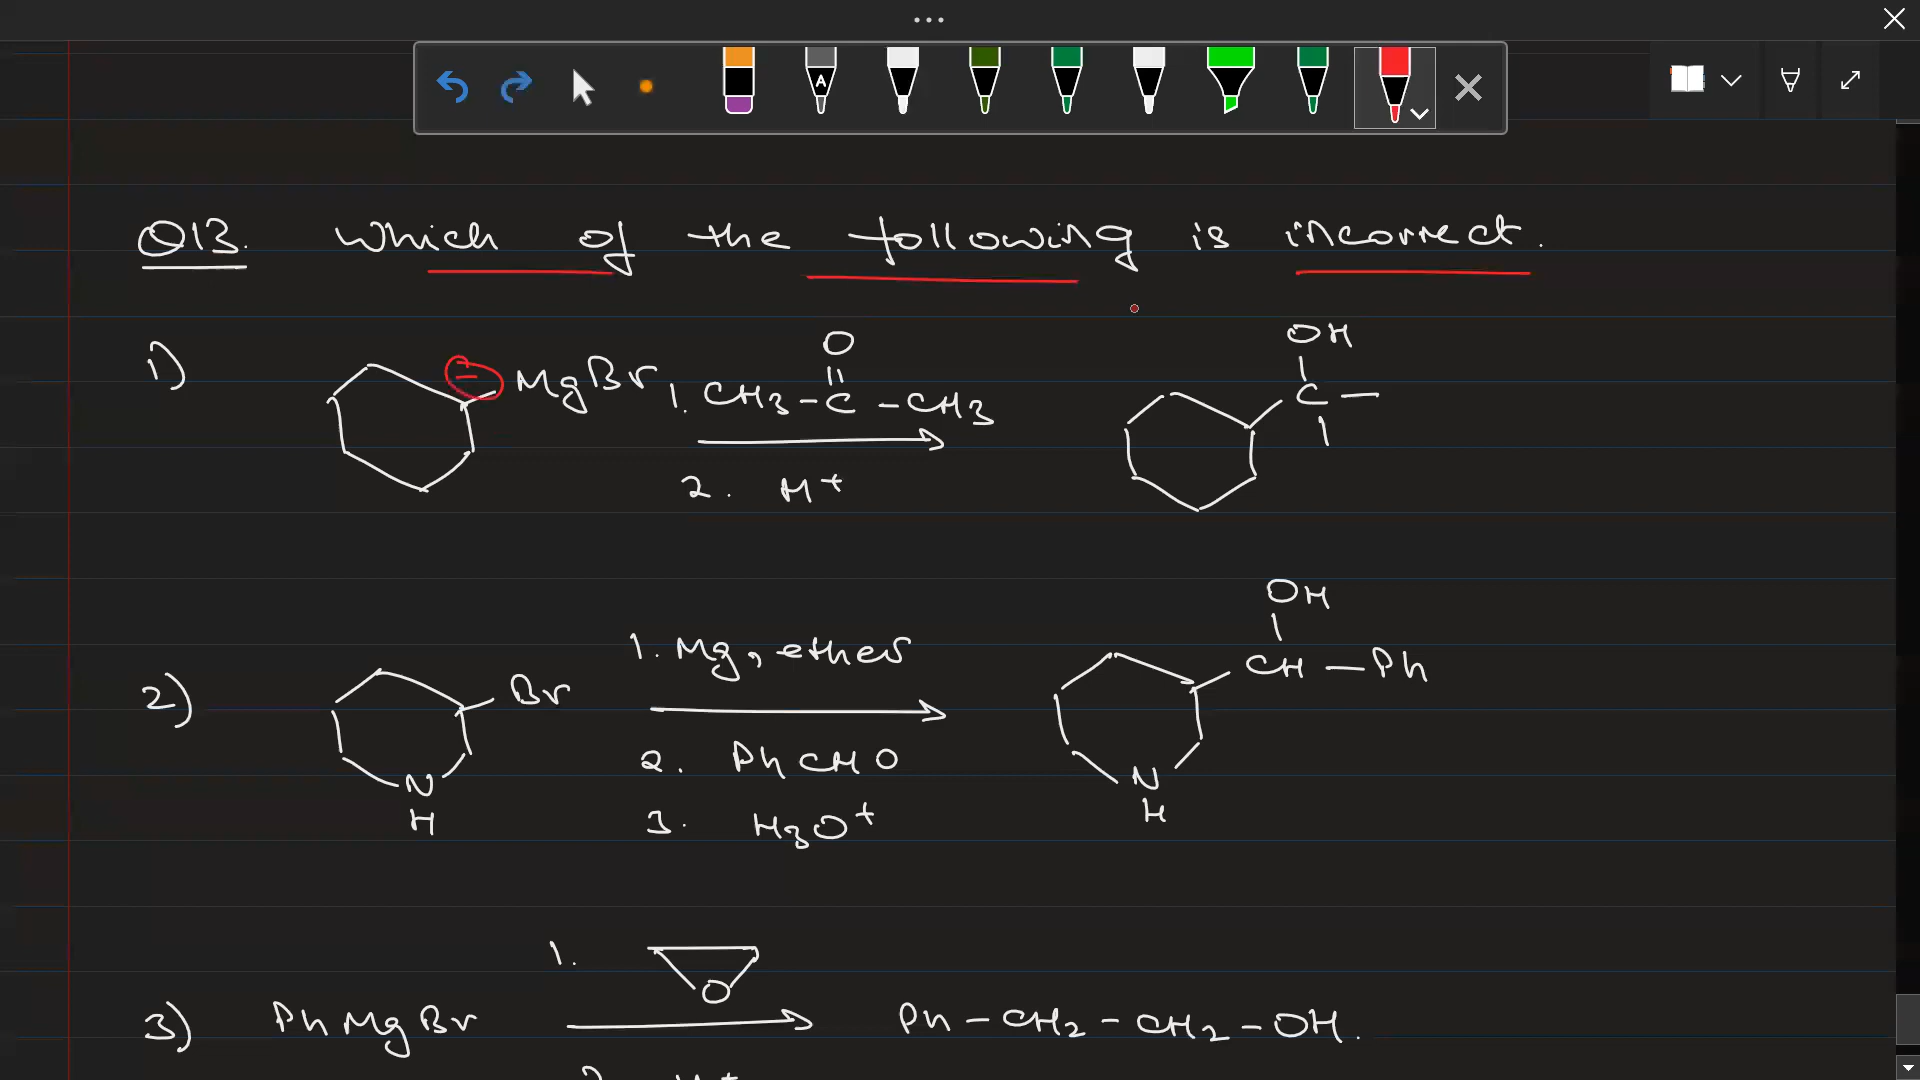 Q13. Which of the following is incorrect.
OH
O
1) MgBr 1. CH3-C-CH3 C-
2. H+
OH
1. Mg, ether CH-Ph
2) Br
2. PhCHO
N N
H 3. H3O+ H
1.
O
3) PhMgBr Ph-CH2-CH2-OH.
2. H+